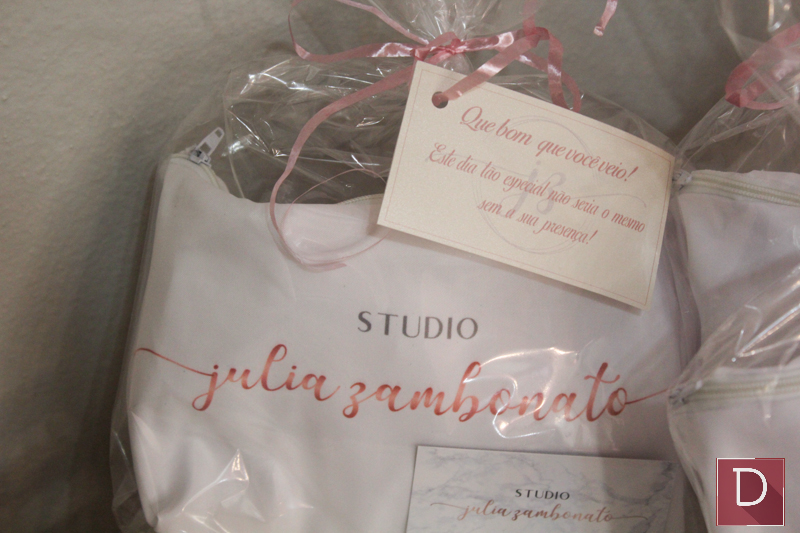 Que bom que você veio!
Este dia tão especial não seria o mesmo
sem a sua presença!
STUDIO
julia zambonato
STUDIO
julia zambonato
D